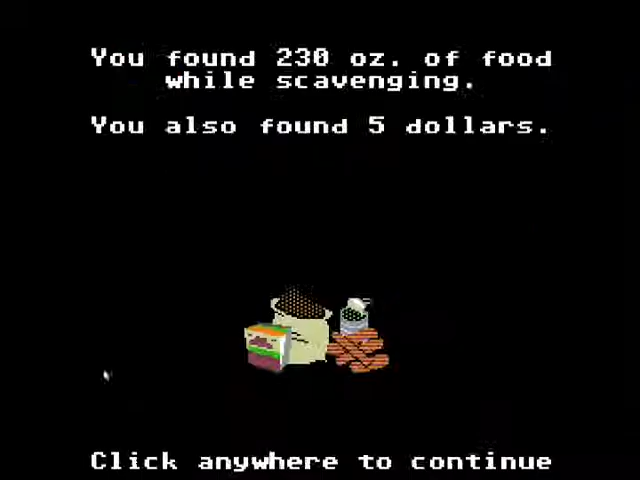 You found 230 oz. of food
while scavenging.
You also found 5 dollars.
Click anywhere to continue